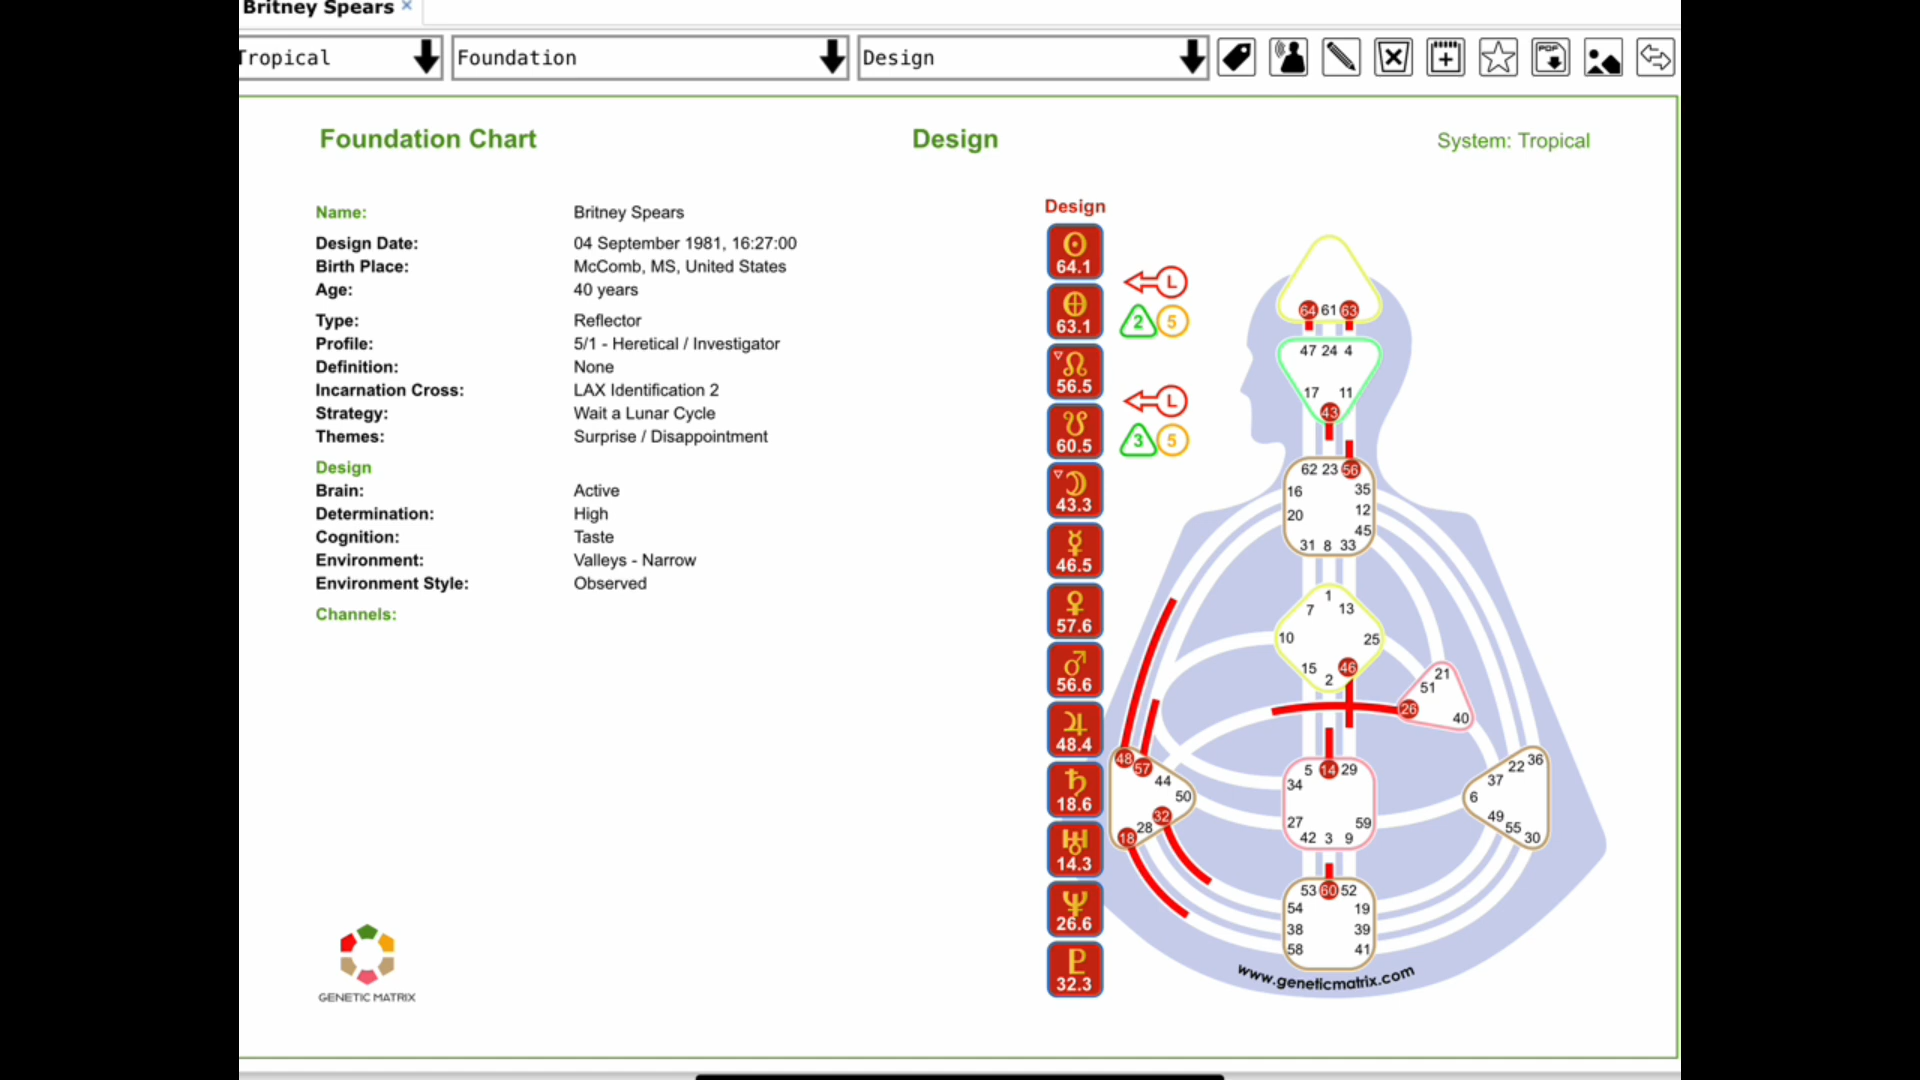 Britney Spears ×
Tropical
Foundation
Design
PDF
Foundation Chart
Design
System: Tropical
Name: Britney Spears
Design Date: 04 September 1981, 16:27:00
Birth Place: McComb, MS, United States
Age: 40 years
Type: Reflector
Profile: 5/1 - Heretical / Investigator
Definition: None
Incarnation Cross: LAX Identification 2
Strategy: Wait a Lunar Cycle
Themes: Surprise / Disappointment
Design
Brain: Active
Determination: High
Cognition: Taste
Environment: Valleys - Narrow
Environment Style: Observed
Channels:
GENETIC MATRIX
Design
64.1
63.1
56.5
60.5
43.3
46.5
57.6
56.6
48.4
18.6
14.3
26.6
32.3
L
2 5
L
3 5
64 61 63
47 24 4
17 11
43
62 23 56
16 35
20 12
45
31 8 33
1
7 13
10 25
15 46
2
21
51
26 40
48
57
44
50
32
28
18
5 14 29
34
27 59
42 3 9
36
22
37
6
49
55
30
53 60 52
54 19
38 39
58 41
www.geneticmatrix.com